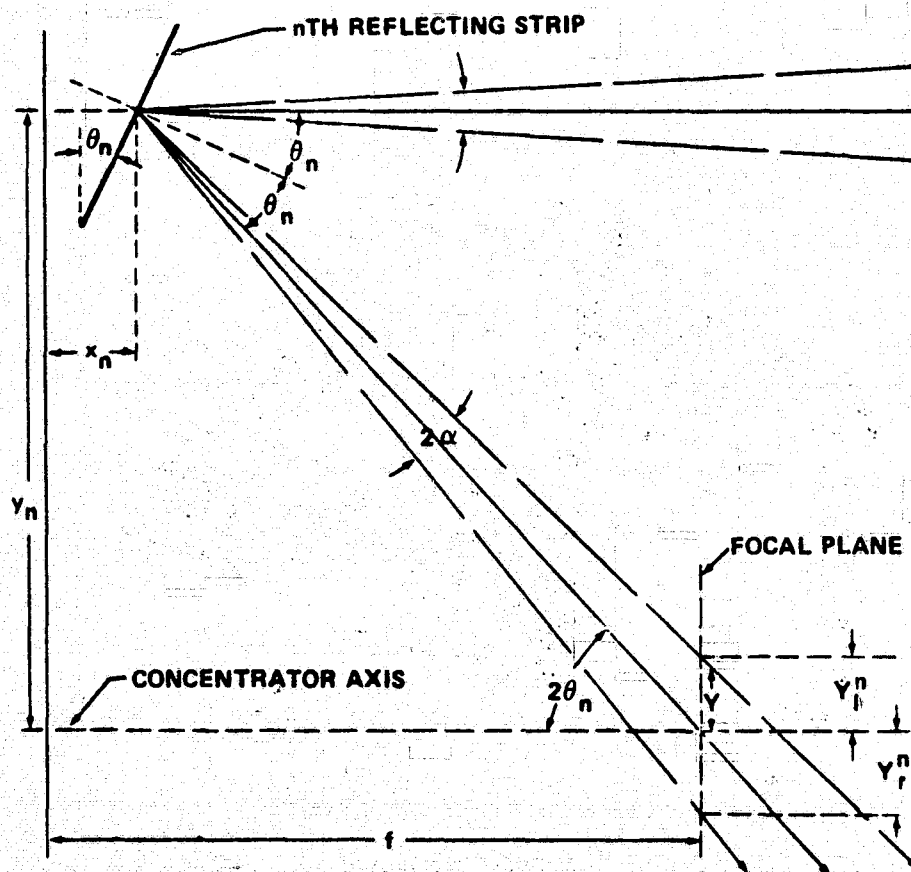 nTH REFLECTING STRIP
θn
θn
θn
xn
2α
yn
FOCAL PLANE
CONCENTRATOR AXIS
2θn
Y
Yln
Yrn
f